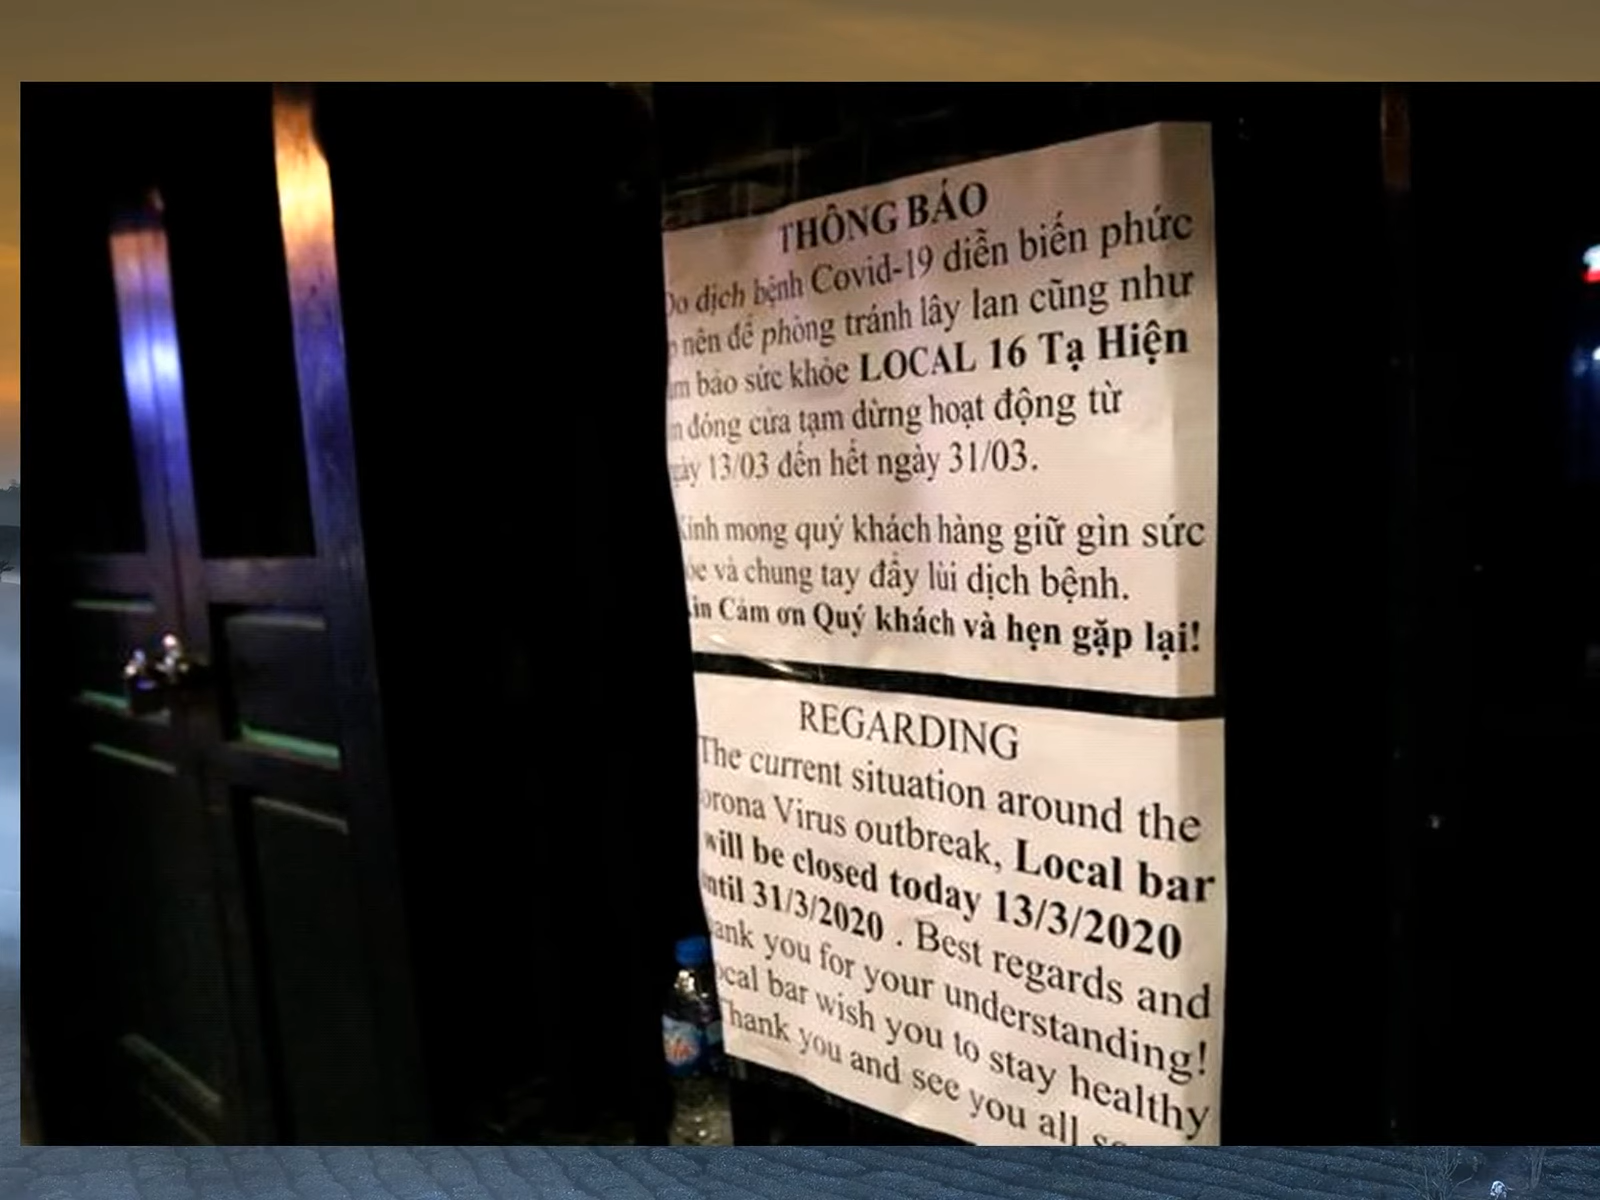 THÔNG BÁO
Do dịch bệnh Covid-19 diễn biến phức
nên để phòng tránh lây lan cũng như
bảo sức khỏe LOCAL 16 Tạ Hiện
đóng cửa tạm dừng hoạt động từ
13/03 đến hết ngày 31/03.
Kính mong quý khách hàng giữ gìn sức
và chung tay đẩy lùi dịch bệnh.
Cảm ơn Quý khách và hẹn gặp lại!
REGARDING
The current situation around the
Virus outbreak, Local bar
will be closed today 13/3/2020
31/3/2020 . Best regards and
you for your understanding!
bar wish you to stay healthy
Thank you and see you all